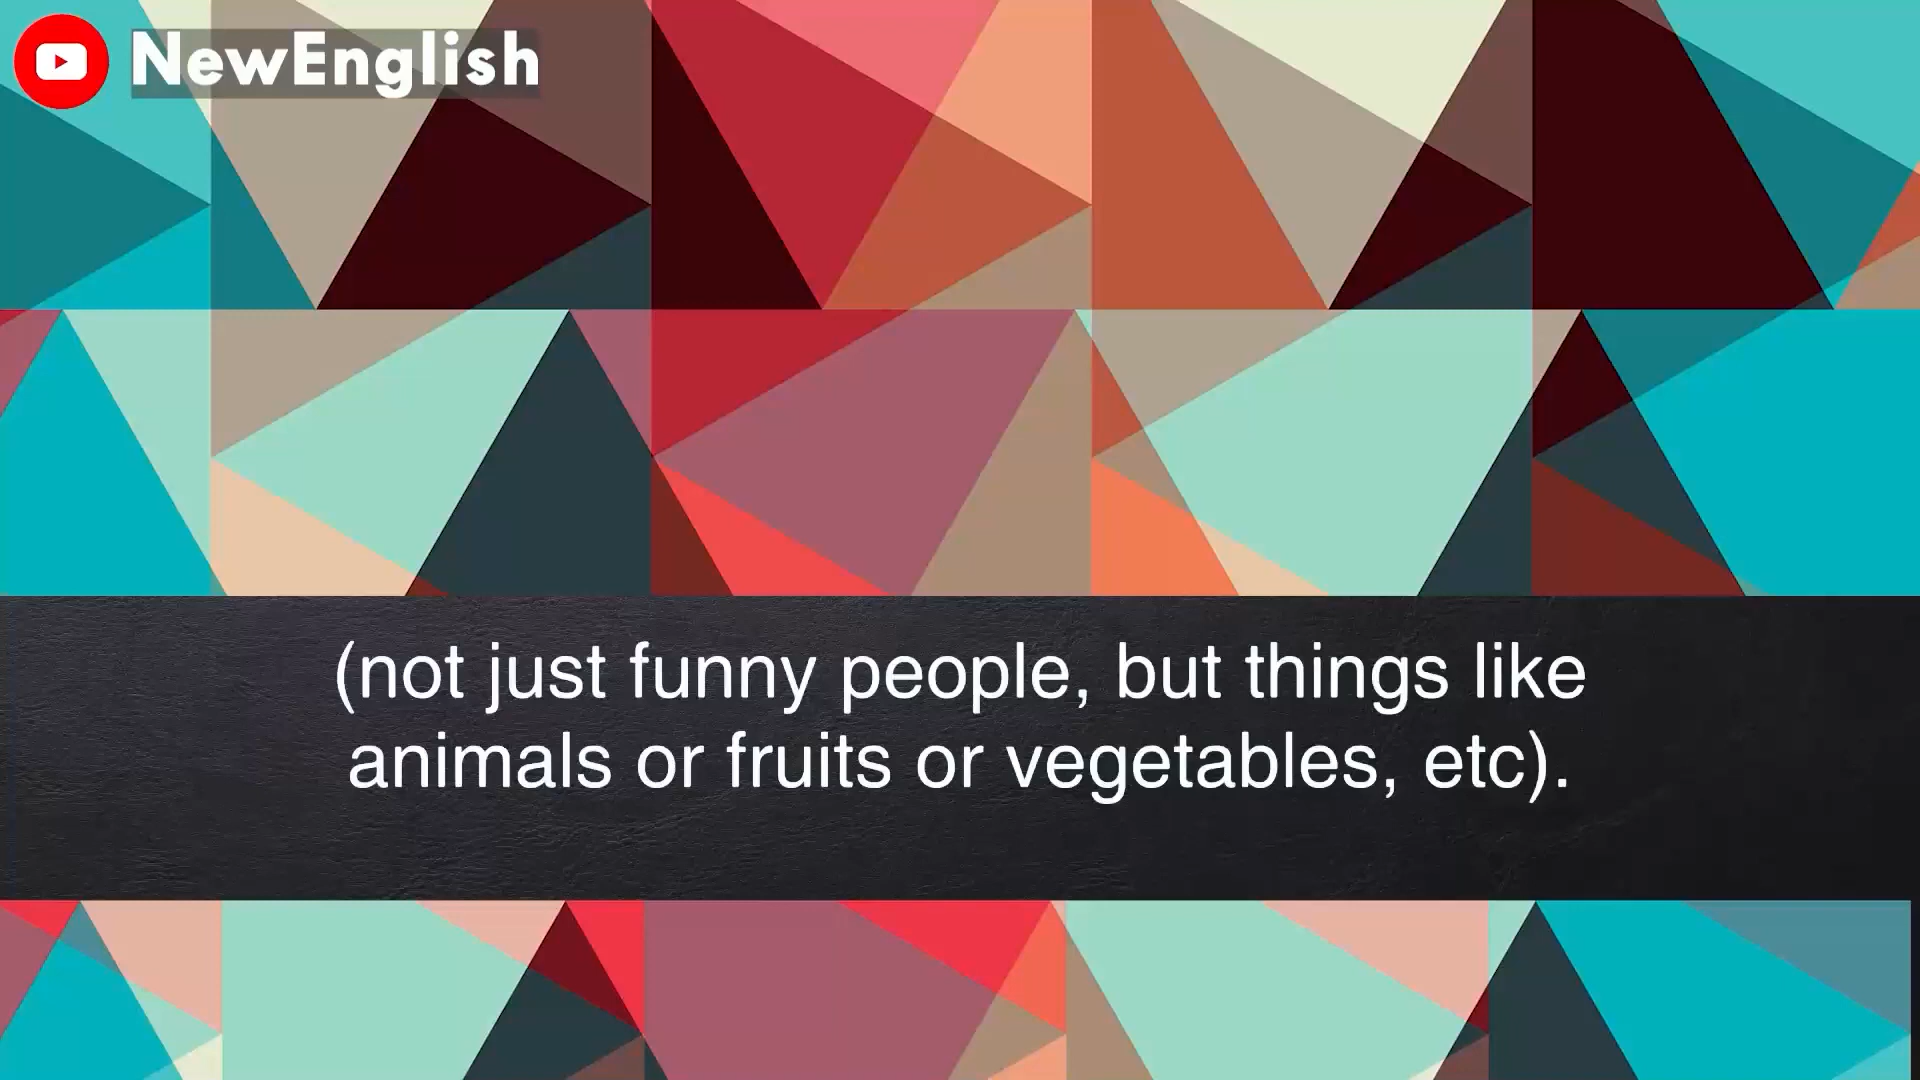 NewEnglish
(not just funny people, but things like
animals or fruits or vegetables, etc).